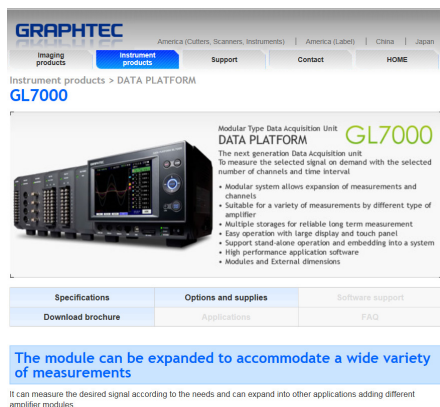 GRAPHTEC
America (Cutters, Scanners, Instruments) | America (Label) | China | Japan
Imaging products
Instrument products
Support
Contact
HOME
Instrument products > DATA PLATFORM
GL7000
Modular Type Data Acquisition Unit
DATA PLATFORM
GL7000
The next generation Data Acquisition unit
To measure the selected signal on demand with the selected
number of channels and time interval
• Modular system allows expansion of measurements and
channels
• Suitable for a variety of measurements by different type of
amplifier
• Multiple storages for reliable long term measurement
• Easy operation with large display and touch panel
• Support stand-alone operation and embedding into a system
• High performance application software
• Modules and External dimensions
Specifications
Options and supplies
Software support
Download brochure
Applications
FAQ
The module can be expanded to accommodate a wide variety
of measurements
It can measure the desired signal according to the needs and can expand into other applications adding different
amplifier modules